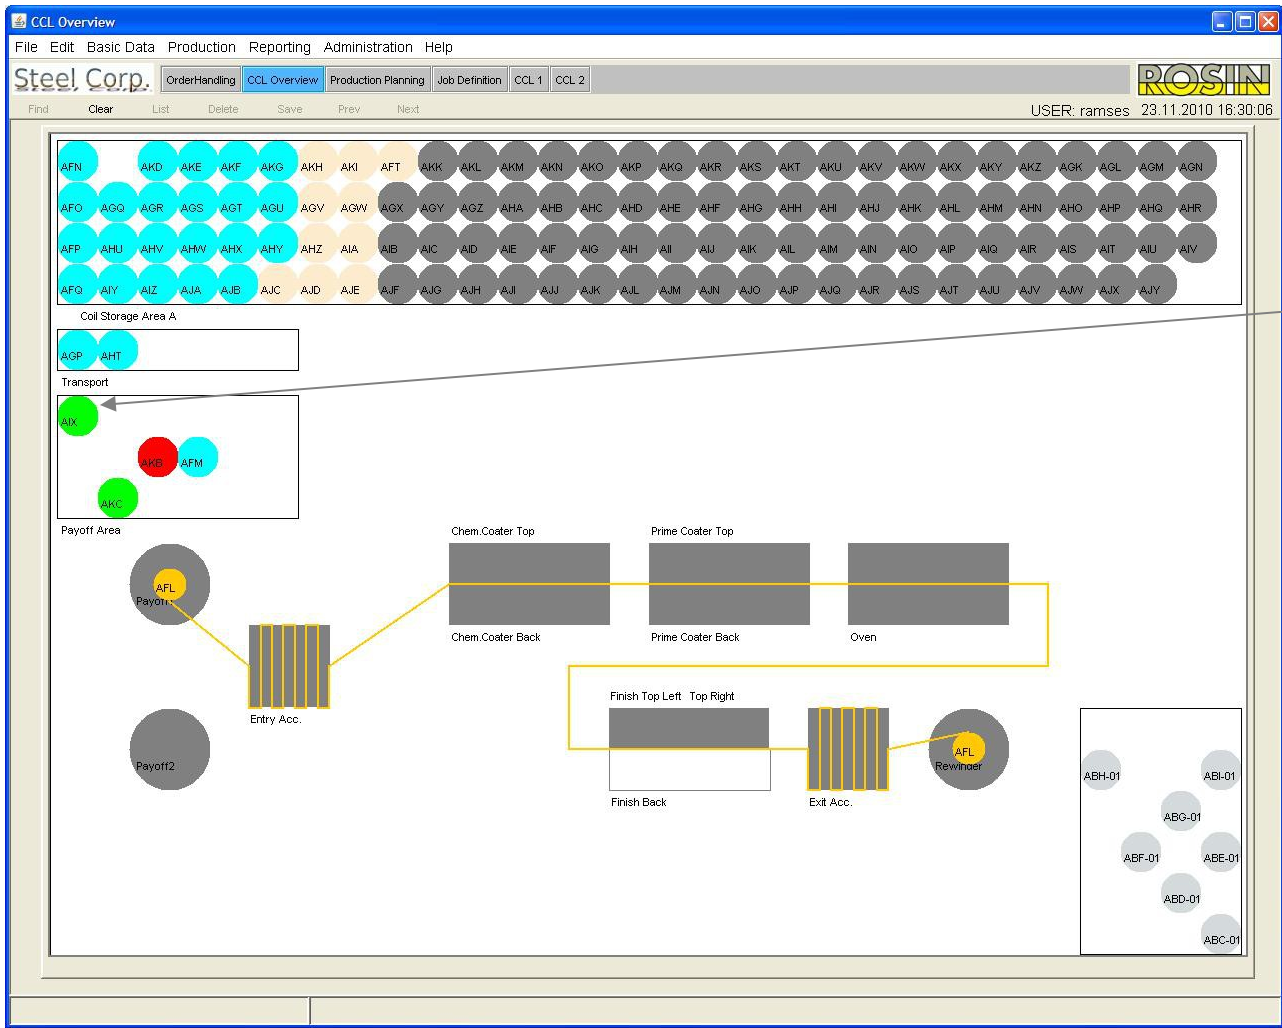 CCL Overview
File Edit Basic Data Production Reporting Administration Help
Steel Corp. OrderHandling CCL Overview Production Planning Job Definition CCL 1 CCL 2 ROSIN
Find Clear List Delete Save Prev Next USER: ramses 23.11.2010 16:30:06
AFN AKD AKE AKF AKG AKH AKI AFT AKK AKL AKM AKN AKO AKP AKQ AKR AKS AKT AKU AKV AKW AKX AKY AKZ AGK AGL AGM AGN
AFO AGQ AGR AGS AGT AGU AGV AGW AGX AGY AGZ AHA AHB AHC AHD AHE AHF AHG AHH AHI AHJ AHK AHL AHM AHN AHO AHP AHQ AHR
AFP AHU AHV AHW AHX AHY AHZ AIA AIB AIC AID AIE AIF AIG AIH AII AIJ AIK AIL AIM AIN AIO AIP AIQ AIR AIS AIT AIU AIV
AFQ AIY AIZ AJA AJB AJC AJD AJE AJF AJG AJH AJI AJJ AJK AJL AJM AJN AJO AJP AJQ AJR AJS AJT AJU AJV AJW AJX AJY
Coil Storage Area A
AGP AHT
Transport
AIX
AKB AFM
AKC
Payoff Area
Chem.Coater Top Prime Coater Top
AFL
Payoff1
Chem.Coater Back Prime Coater Back Oven
Finish Top Left Top Right
Entry Acc.
AFL
Payoff2 Rewinder
Finish Back Exit Acc.
ABH-01 ABI-01
ABG-01
ABF-01 ABE-01
ABD-01
ABC-01